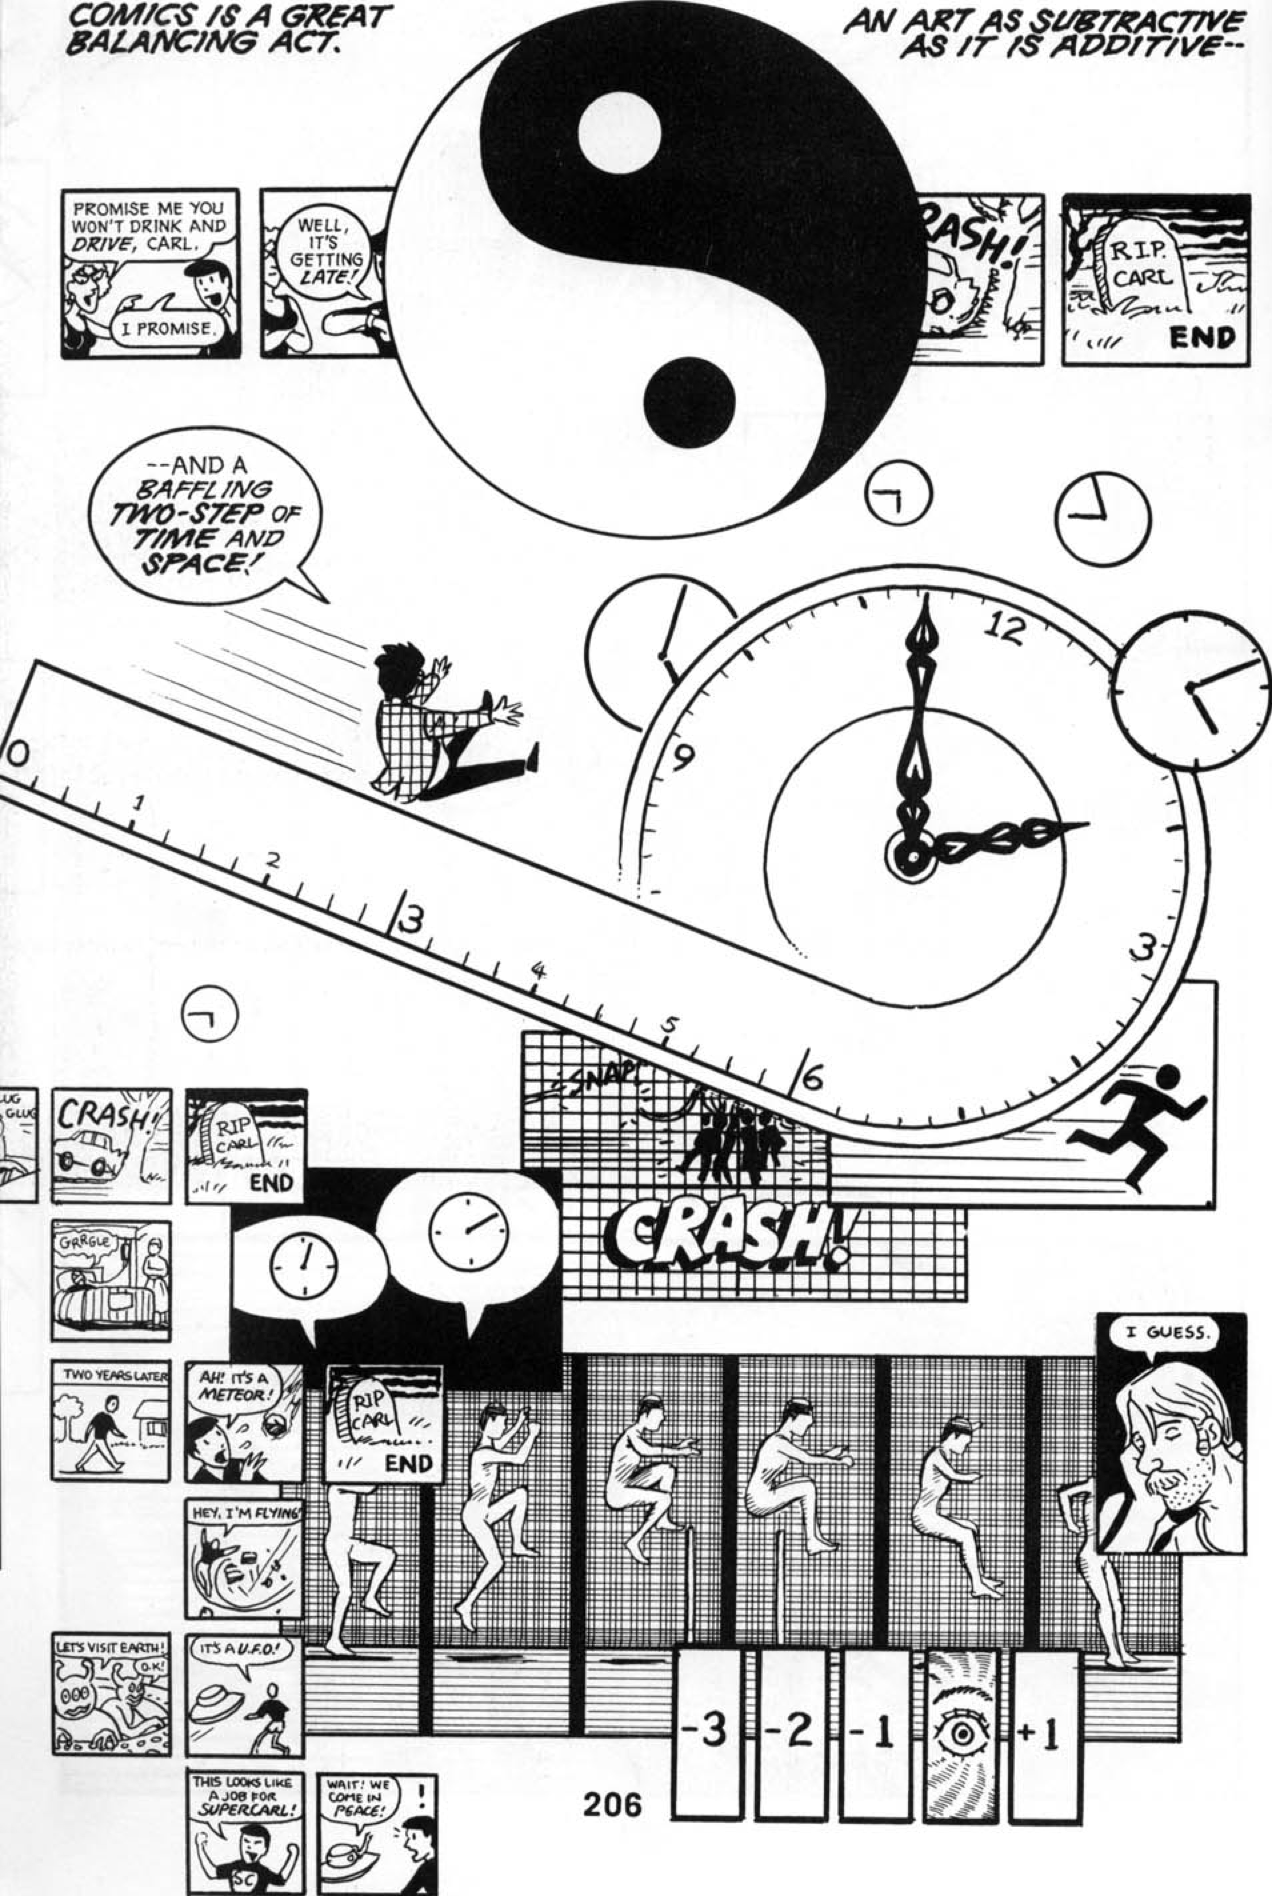 COMICS IS A GREAT
BALANCING ACT.
AN ART AS SUBTRACTIVE
AS IT IS ADDITIVE--
PROMISE ME YOU
WON'T DRINK AND
DRIVE, CARL.
I PROMISE.
WELL,
IT'S
GETTING
LATE!
RASH!
R.I.P.
CARL
END
--AND A
BAFFLING
TWO-STEP OF
TIME AND
SPACE!
12
9
3
0
1
2
3
4
5
6
SNAP!
CRASH!
LUG
GLUG
CRASH!
RIP
CARL
END
GRRGLE
TWO YEARS LATER
AH! IT'S A
METEOR!
RIP
CARL
END
I GUESS.
HEY, I'M FLYING
LET'S VISIT EARTH!
O.K!
IT'S A U.F.O.!
-3
-2
-1
+1
THIS LOOKS LIKE
A JOB FOR
SUPERCARL!
SC
WAIT! WE
COME IN
PEACE!
!
206